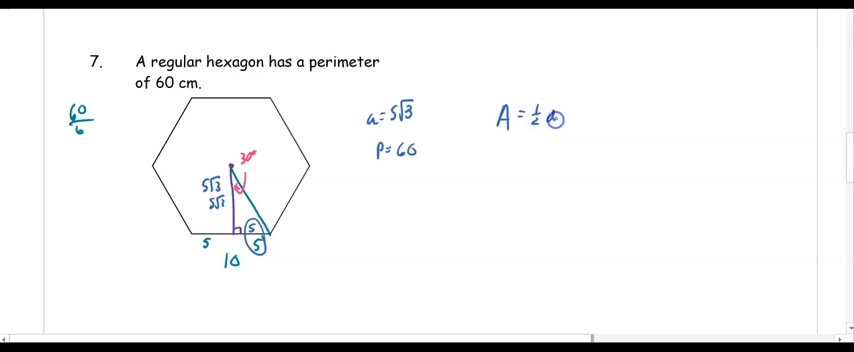 7. A regular hexagon has a perimeter
of 60 cm.
60
6
a=5√3
P=60
A=½a
30°
5√3
5√3
5
5
5
10